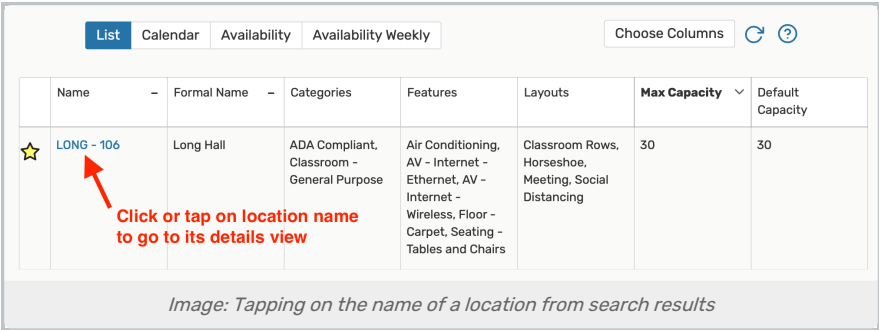 List Calendar Availability Availability Weekly Choose Columns
Name Formal Name Categories Features Layouts Max Capacity Default
Capacity
LONG - 106 Long Hall ADA Compliant, Air Conditioning, Classroom Rows, 30 30
Classroom - AV - Internet - Horseshoe,
General Purpose Ethernet, AV - Meeting, Social
Internet - Distancing
Wireless, Floor -
Carpet, Seating -
Tables and Chairs
Click or tap on location name
to go to its details view
Image: Tapping on the name of a location from search results